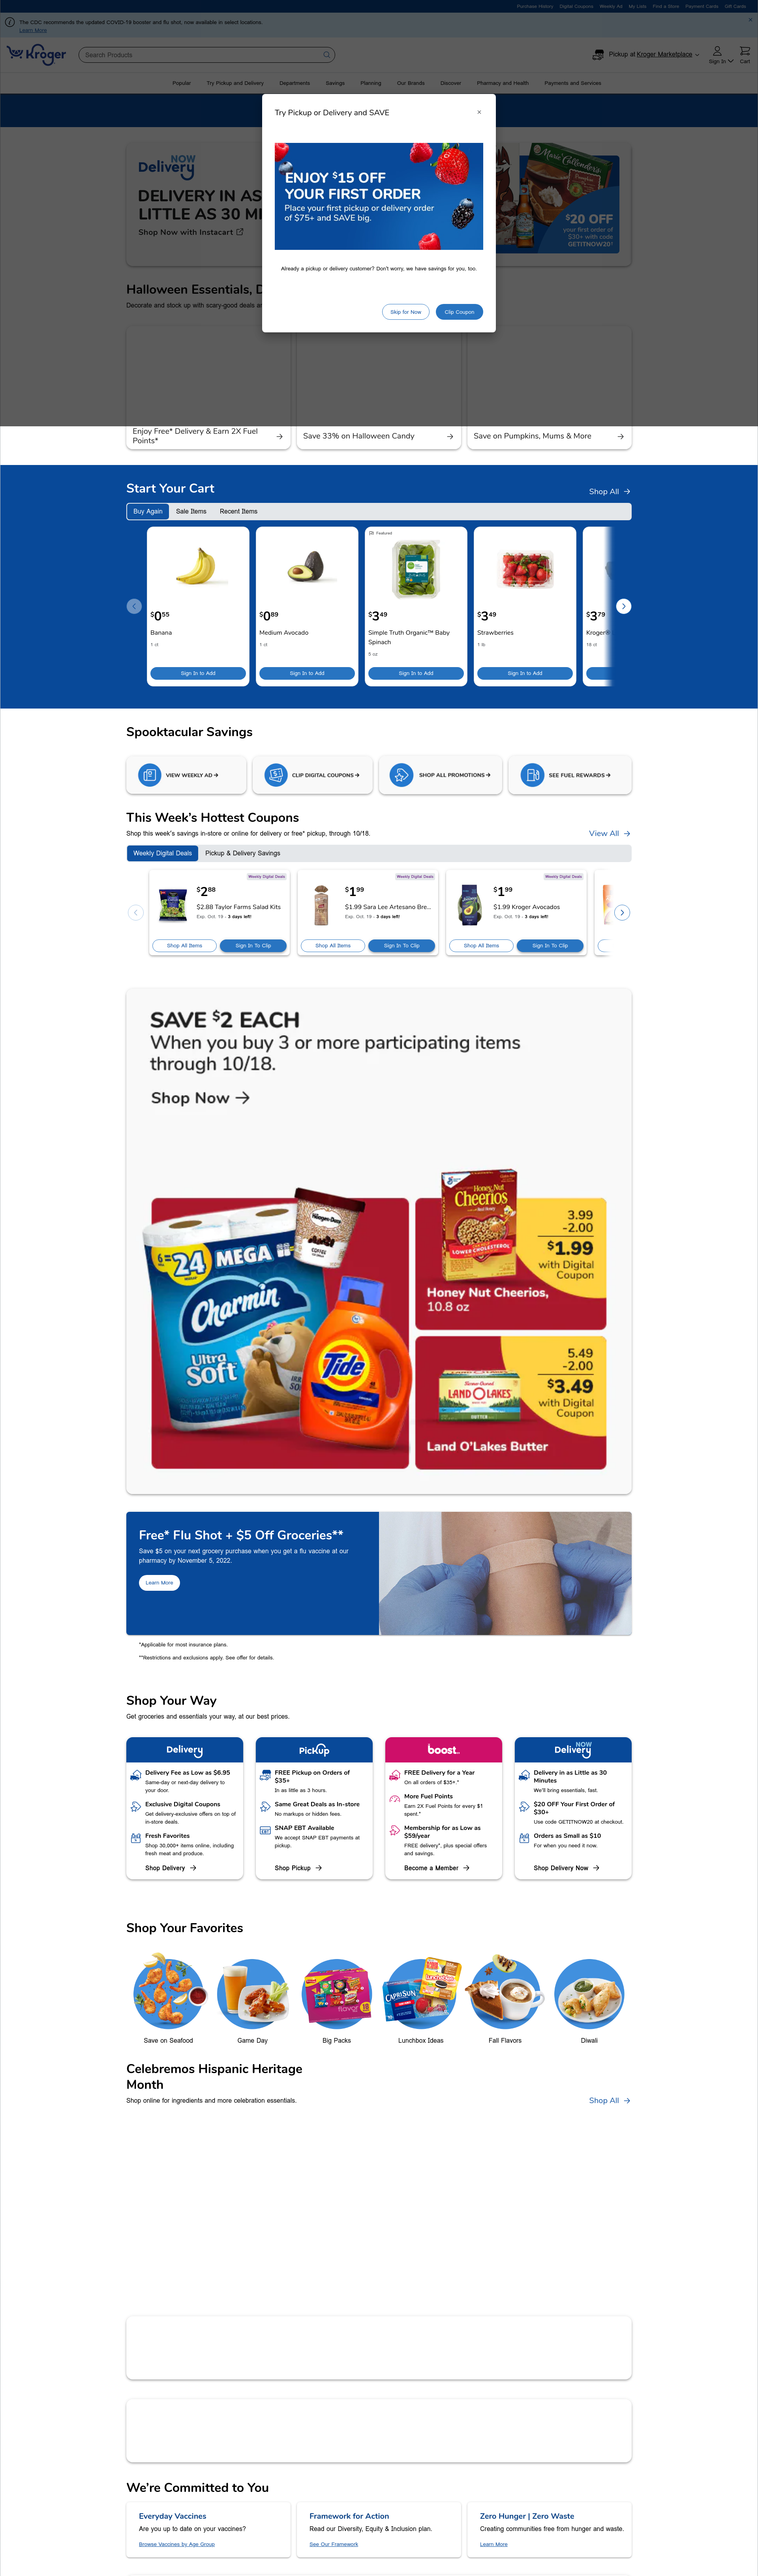 Purchase History Digital Coupons Weekly Ad My Lists Find a Store Payment Cards Gift Cards
The CDC recommends the updated COVID-19 booster and flu shot, now available in select locations.
Learn More
Kroger
Search Products
Pickup at Kroger Marketplace
Sign In
Cart
Popular Try Pickup and Delivery Departments Savings Planning Our Brands Discover Pharmacy and Health Payments and Services
Try Pickup or Delivery and SAVE
ENJOY $15 OFF
YOUR FIRST ORDER
Place your first pickup or delivery order
of $75+ and SAVE big.
Already a pickup or delivery customer? Don't worry, we have savings for you, too.
Skip for Now
Clip Coupon
Delivery NOW
DELIVERY IN AS
LITTLE AS 30 MI
Shop Now with Instacart
Marie Callender's
$20 OFF
your first order of
$30+ with code
GETITNOW20
Halloween Essentials, D
Decorate and stock up with scary-good deals as
Enjoy Free* Delivery & Earn 2X Fuel
Points*
Save 33% on Halloween Candy
Save on Pumpkins, Mums & More
Start Your Cart
Shop All
Buy Again Sale Items Recent Items
$0.55
Banana
1 ct
Sign In to Add
$0.89
Medium Avocado
1 ct
Sign In to Add
Featured
$3.49
Simple Truth Organic™ Baby
Spinach
5 oz
Sign In to Add
$3.49
Strawberries
1 lb
Sign In to Add
$3.79
Kroger®
18 ct
Spooktacular Savings
VIEW WEEKLY AD
CLIP DIGITAL COUPONS
SHOP ALL PROMOTIONS
SEE FUEL REWARDS
This Week's Hottest Coupons
Shop this week's savings in-store or online for delivery or free* pickup, through 10/18.
View All
Weekly Digital Deals Pickup & Delivery Savings
Weekly Digital Deals
$2.88
$2.88 Taylor Farms Salad Kits
Exp. Oct. 19 - 3 days left!
Shop All Items Sign In To Clip
Weekly Digital Deals
$1.99
$1.99 Sara Lee Artesano Bre...
Exp. Oct. 19 - 3 days left!
Shop All Items Sign In To Clip
Weekly Digital Deals
$1.99
$1.99 Kroger Avocados
Exp. Oct. 19 - 3 days left!
Shop All Items Sign In To Clip
SAVE $2 EACH
When you buy 3 or more participating items
through 10/18.
Shop Now
6=24 MEGA
Charmin
Ultra
Soft
Häagen-Dazs
COFFEE
Tide
Honey Nut
Cheerios
LOWER CHOLESTEROL
3.99
-2.00
$1.99
with Digital
Coupon
Honey Nut Cheerios,
10.8 oz
LAND O LAKES
BUTTER
5.49
-2.00
$3.49
with Digital
Coupon
Land O'Lakes Butter
Free* Flu Shot + $5 Off Groceries**
Save $5 on your next grocery purchase when you get a flu vaccine at our
pharmacy by November 5, 2022.
Learn More
*Applicable for most insurance plans.
**Restrictions and exclusions apply. See offer for details.
Shop Your Way
Get groceries and essentials your way, at our best prices.
Delivery
Delivery Fee as Low as $6.95
Same-day or next-day delivery to
your door.
Exclusive Digital Coupons
Get delivery-exclusive offers on top of
in-store deals.
Fresh Favorites
Shop 30,000+ items online, including
fresh meat and produce.
Shop Delivery
PickUp
FREE Pickup on Orders of
$35+
In as little as 3 hours.
Same Great Deals as In-store
No markups or hidden fees.
SNAP EBT Available
We accept SNAP EBT payments at
pickup.
Shop Pickup
boost
FREE Delivery for a Year
On all orders of $35+.*
More Fuel Points
Earn 2X Fuel Points for every $1
spent.*
Membership for as Low as
$59/year
FREE delivery*, plus special offers
and savings.
Become a Member
Delivery NOW
Delivery in as Little as 30
Minutes
We'll bring essentials, fast.
$20 OFF Your First Order of
$30+
Use code GETITNOW20 at checkout.
Orders as Small as $10
For when you need it now.
Shop Delivery Now
Shop Your Favorites
CAPRISUN
Save on Seafood
Game Day
Big Packs
Lunchbox Ideas
Fall Flavors
Diwali
Celebremos Hispanic Heritage
Month
Shop online for ingredients and more celebration essentials.
Shop All
We're Committed to You
Everyday Vaccines
Are you up to date on your vaccines?
Browse Vaccines by Age Group
Framework for Action
Read our Diversity, Equity & Inclusion plan.
See Our Framework
Zero Hunger | Zero Waste
Creating communities free from hunger and waste.
Learn More